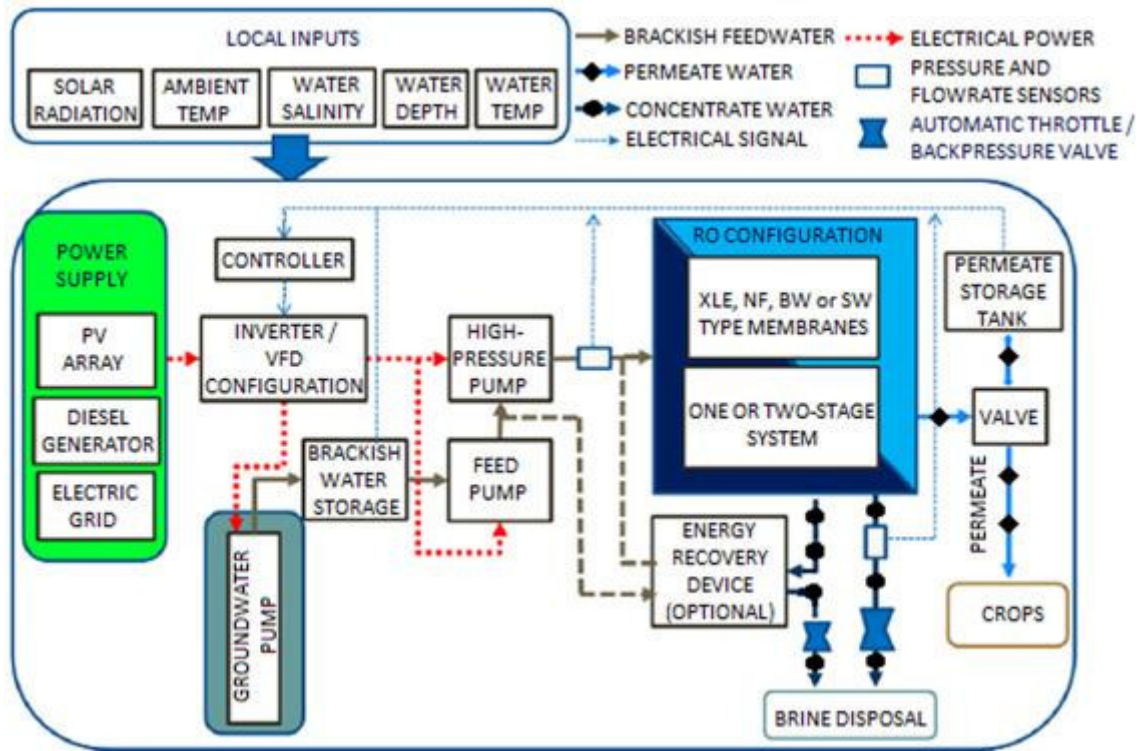 LOCAL INPUTS
SOLAR
RADIATION
AMBIENT
TEMP
WATER
SALINITY
WATER
DEPTH
WATER
TEMP
BRACKISH FEEDWATER
PERMEATE WATER
CONCENTRATE WATER
ELECTRICAL SIGNAL
ELECTRICAL POWER
PRESSURE AND
FLOWRATE SENSORS
AUTOMATIC THROTTLE /
BACKPRESSURE VALVE
POWER
SUPPLY
PV
ARRAY
DIESEL
GENERATOR
ELECTRIC
GRID
CONTROLLER
INVERTER /
VFD
CONFIGURATION
BRACKISH
WATER
STORAGE
GROUNDWATER
PUMP
HIGH-
PRESSURE
PUMP
FEED
PUMP
RO CONFIGURATION
XLE, NF, BW or SW
TYPE MEMBRANES
ONE OR TWO-STAGE
SYSTEM
ENERGY
RECOVERY
DEVICE
(OPTIONAL)
PERMEATE
STORAGE
TANK
VALVE
PERMEATE
CROPS
BRINE DISPOSAL